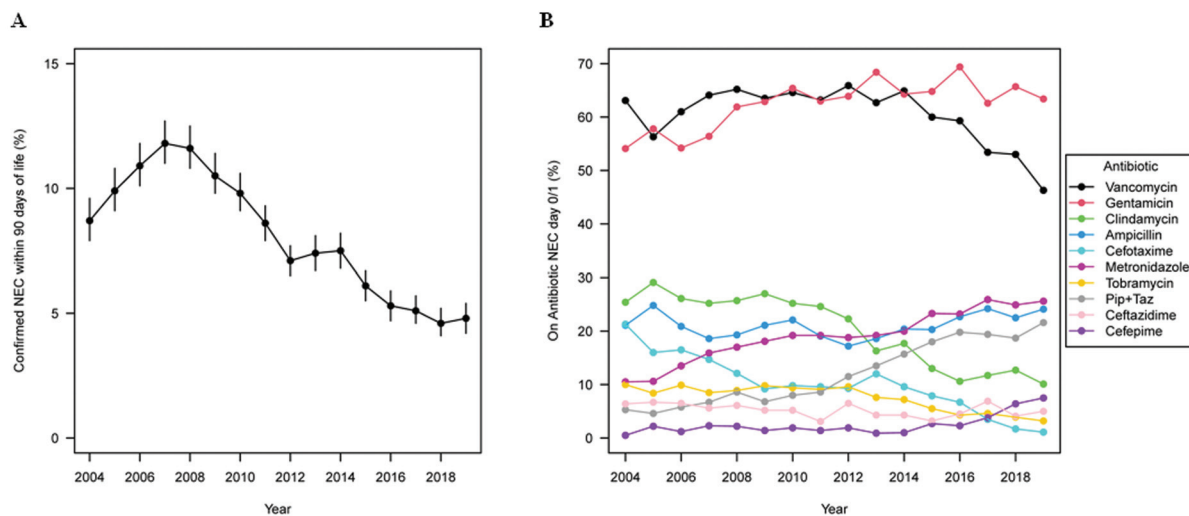 A
Confirmed NEC within 90 days of life (%)
15
10
5
0
2004 2006 2008 2010 2012 2014 2016 2018
Year
B
On Antibiotic NEC day 0/1 (%)
70
60
50
40
30
20
10
0
2004 2006 2008 2010 2012 2014 2016 2018
Year
Antibiotic
Vancomycin
Gentamicin
Clindamycin
Ampicillin
Cefotaxime
Metronidazole
Tobramycin
Pip+Taz
Ceftazidime
Cefepime